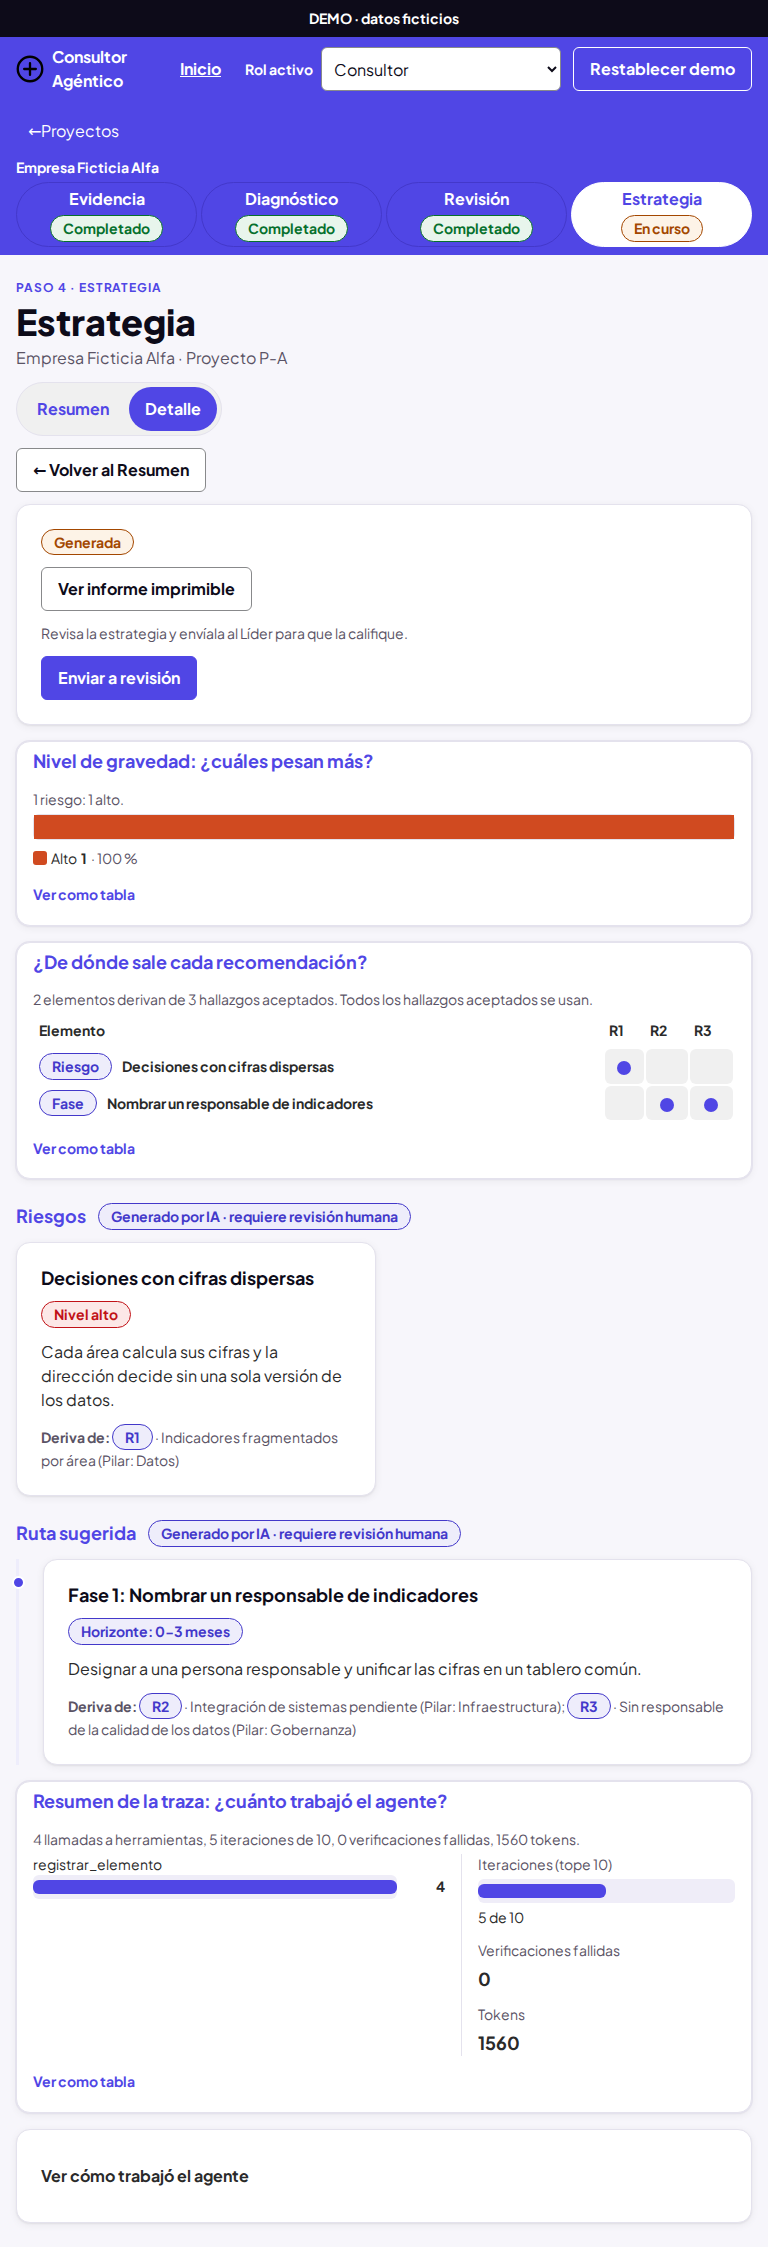 DEMO · datos ficticios
Consultor
Agéntico
Inicio
Rol activo
Consultor
Restablecer demo
←Proyectos
Empresa Ficticia Alfa
Evidencia
Completado
Diagnóstico
Completado
Revisión
Completado
Estrategia
En curso
PASO 4 · ESTRATEGIA
Estrategia
Empresa Ficticia Alfa · Proyecto P-A
Resumen
Detalle
← Volver al Resumen
Generada
Ver informe imprimible
Revisa la estrategia y envíala al Líder para que la califique.
Enviar a revisión
Nivel de gravedad: ¿cuáles pesan más?
1 riesgo: 1 alto.
Alto 1 · 100 %
Ver como tabla
¿De dónde sale cada recomendación?
2 elementos derivan de 3 hallazgos aceptados. Todos los hallazgos aceptados se usan.
Elemento R1 R2 R3
Riesgo Decisiones con cifras dispersas
Fase Nombrar un responsable de indicadores
Ver como tabla
Riesgos Generado por IA · requiere revisión humana
Decisiones con cifras dispersas
Nivel alto
Cada área calcula sus cifras y la
dirección decide sin una sola versión de
los datos.
Deriva de: R1 · Indicadores fragmentados
por área (Pilar: Datos)
Ruta sugerida Generado por IA · requiere revisión humana
Fase 1: Nombrar un responsable de indicadores
Horizonte: 0-3 meses
Designar a una persona responsable y unificar las cifras en un tablero común.
Deriva de: R2 · Integración de sistemas pendiente (Pilar: Infraestructura); R3 · Sin responsable
de la calidad de los datos (Pilar: Gobernanza)
Resumen de la traza: ¿cuánto trabajó el agente?
4 llamadas a herramientas, 5 iteraciones de 10, 0 verificaciones fallidas, 1560 tokens.
registrar_elemento
4
Iteraciones (tope 10)
5 de 10
Verificaciones fallidas
0
Tokens
1560
Ver como tabla
Ver cómo trabajó el agente